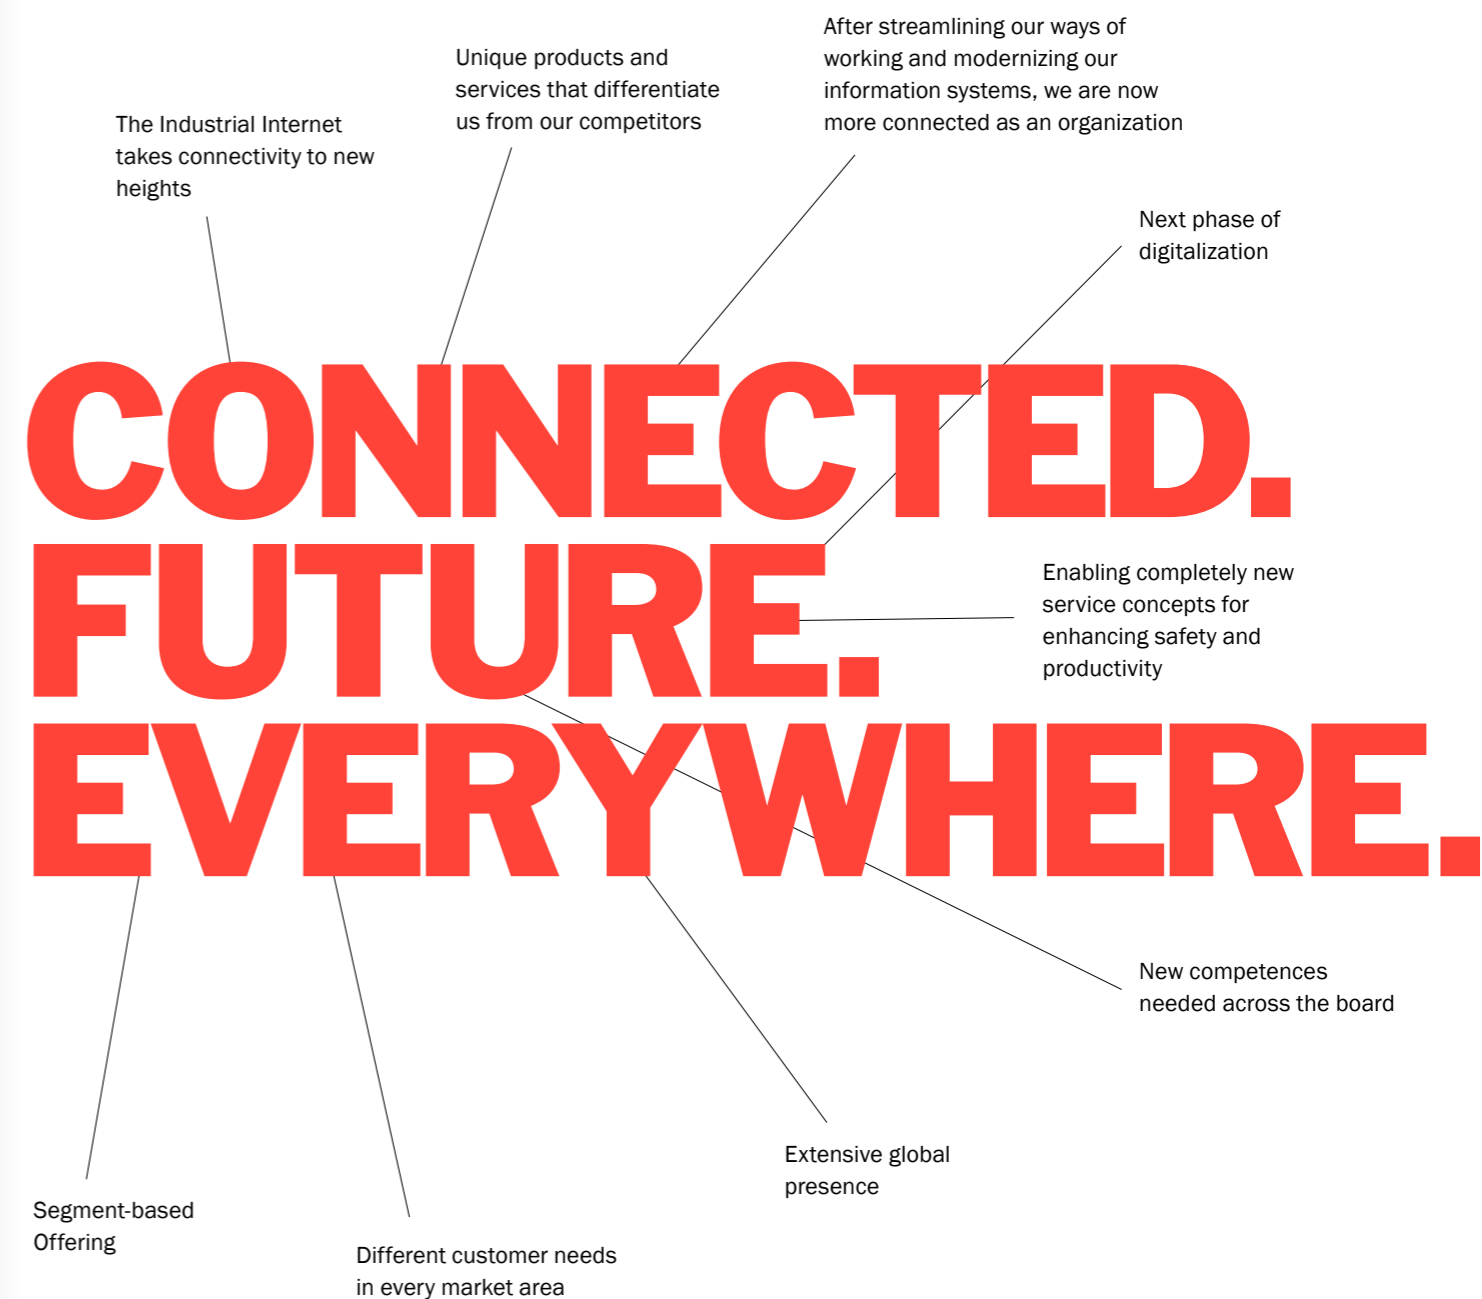 After streamlining our ways of
working and modernizing our
information systems, we are now
more connected as an organization
Unique products and
services that differentiate
us from our competitors
The Industrial Internet
takes connectivity to new
heights
Next phase of
digitalization
CONNECTED.
FUTURE.
Enabling completely new
service concepts for
enhancing safety and
productivity
EVERYWHERE.
New competences
needed across the board
Extensive global
presence
Segment-based
Offering
Different customer needs
in every market area